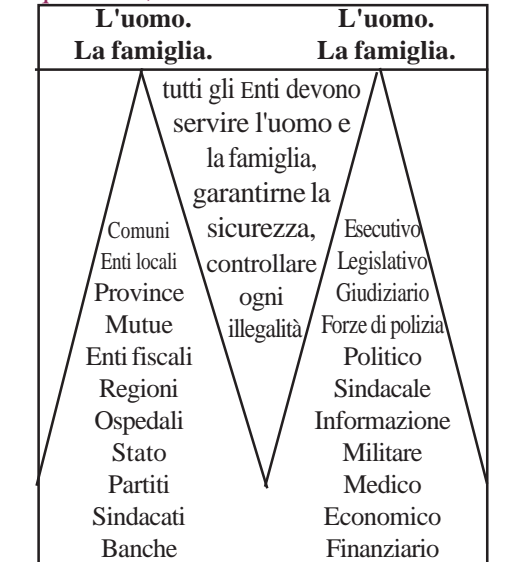 L'uomo.
La famiglia.
L'uomo.
La famiglia.
tutti gli Enti devono
servire l'uomo e
la famiglia,
garantirne la
sicurezza,
controllare
ogni
illegalità
Comuni
Enti locali
Province
Mutue
Enti fiscali
Regioni
Ospedali
Stato
Partiti
Sindacati
Banche
Esecutivo
Legislativo
Giudiziario
Forze di polizia
Politico
Sindacale
Informazione
Militare
Medico
Economico
Finanziario